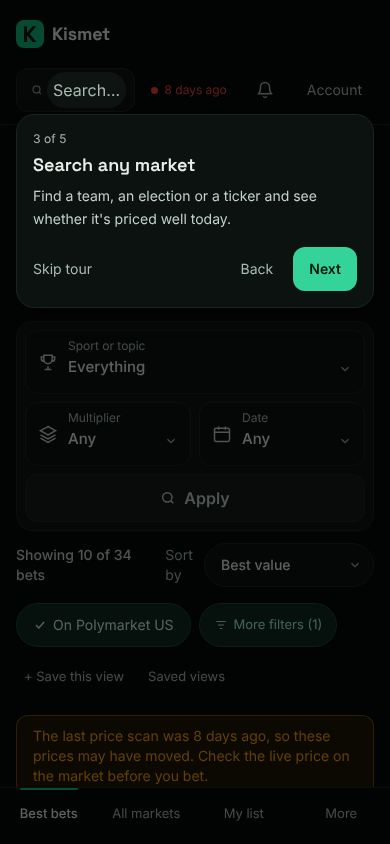 Kismet
Search...
8 days ago
Account
3 of 5
Search any market
Find a team, an election or a ticker and see
whether it's priced well today.
Skip tour
Back
Next
Sport or topic
Everything
Multiplier
Any
Date
Any
Apply
Showing 10 of 34
bets
Sort
by
Best value
On Polymarket US
More filters (1)
+ Save this view
Saved views
The last price scan was 8 days ago, so these
prices may have moved. Check the live price on
the market before you bet.
Best bets
All markets
My list
More